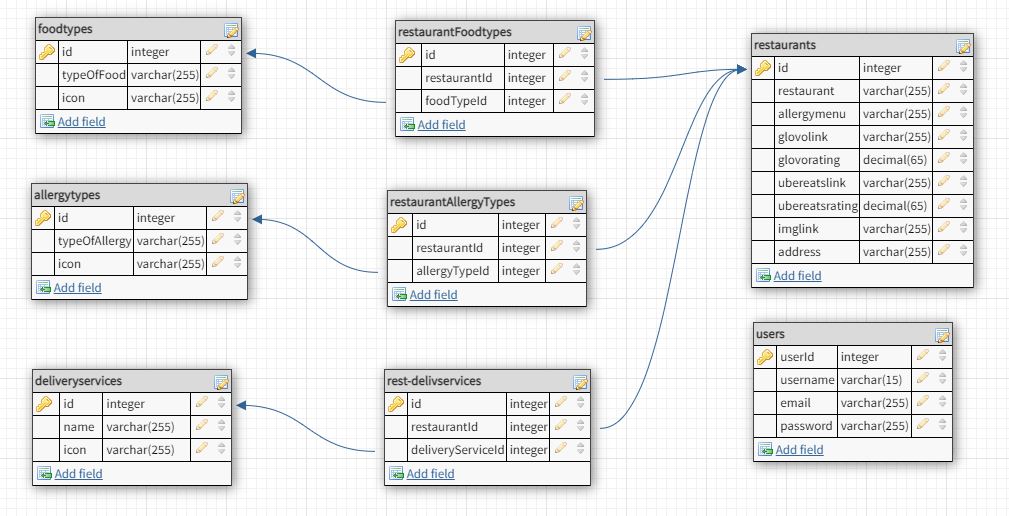 foodtypes
id integer
typeOfFood varchar(255)
icon varchar(255)
Add field
restaurantFoodtypes
id integer
restaurantId integer
foodTypeId integer
Add field
restaurants
id integer
restaurant varchar(255)
allergymenu varchar(255)
glovolink varchar(255)
glovorating decimal(65)
ubereatslink varchar(255)
ubereatsrating decimal(65)
imglink varchar(255)
address varchar(255)
Add field
allergytypes
id integer
typeOfAllergy varchar(255)
icon varchar(255)
Add field
restaurantAllergyTypes
id integer
restaurantId integer
allergyTypeId integer
Add field
users
userId integer
username varchar(15)
email varchar(255)
password varchar(255)
Add field
deliveryservices
id integer
name varchar(255)
icon varchar(255)
Add field
rest-delivservices
id integer
restaurantId integer
deliveryServiceId integer
Add field